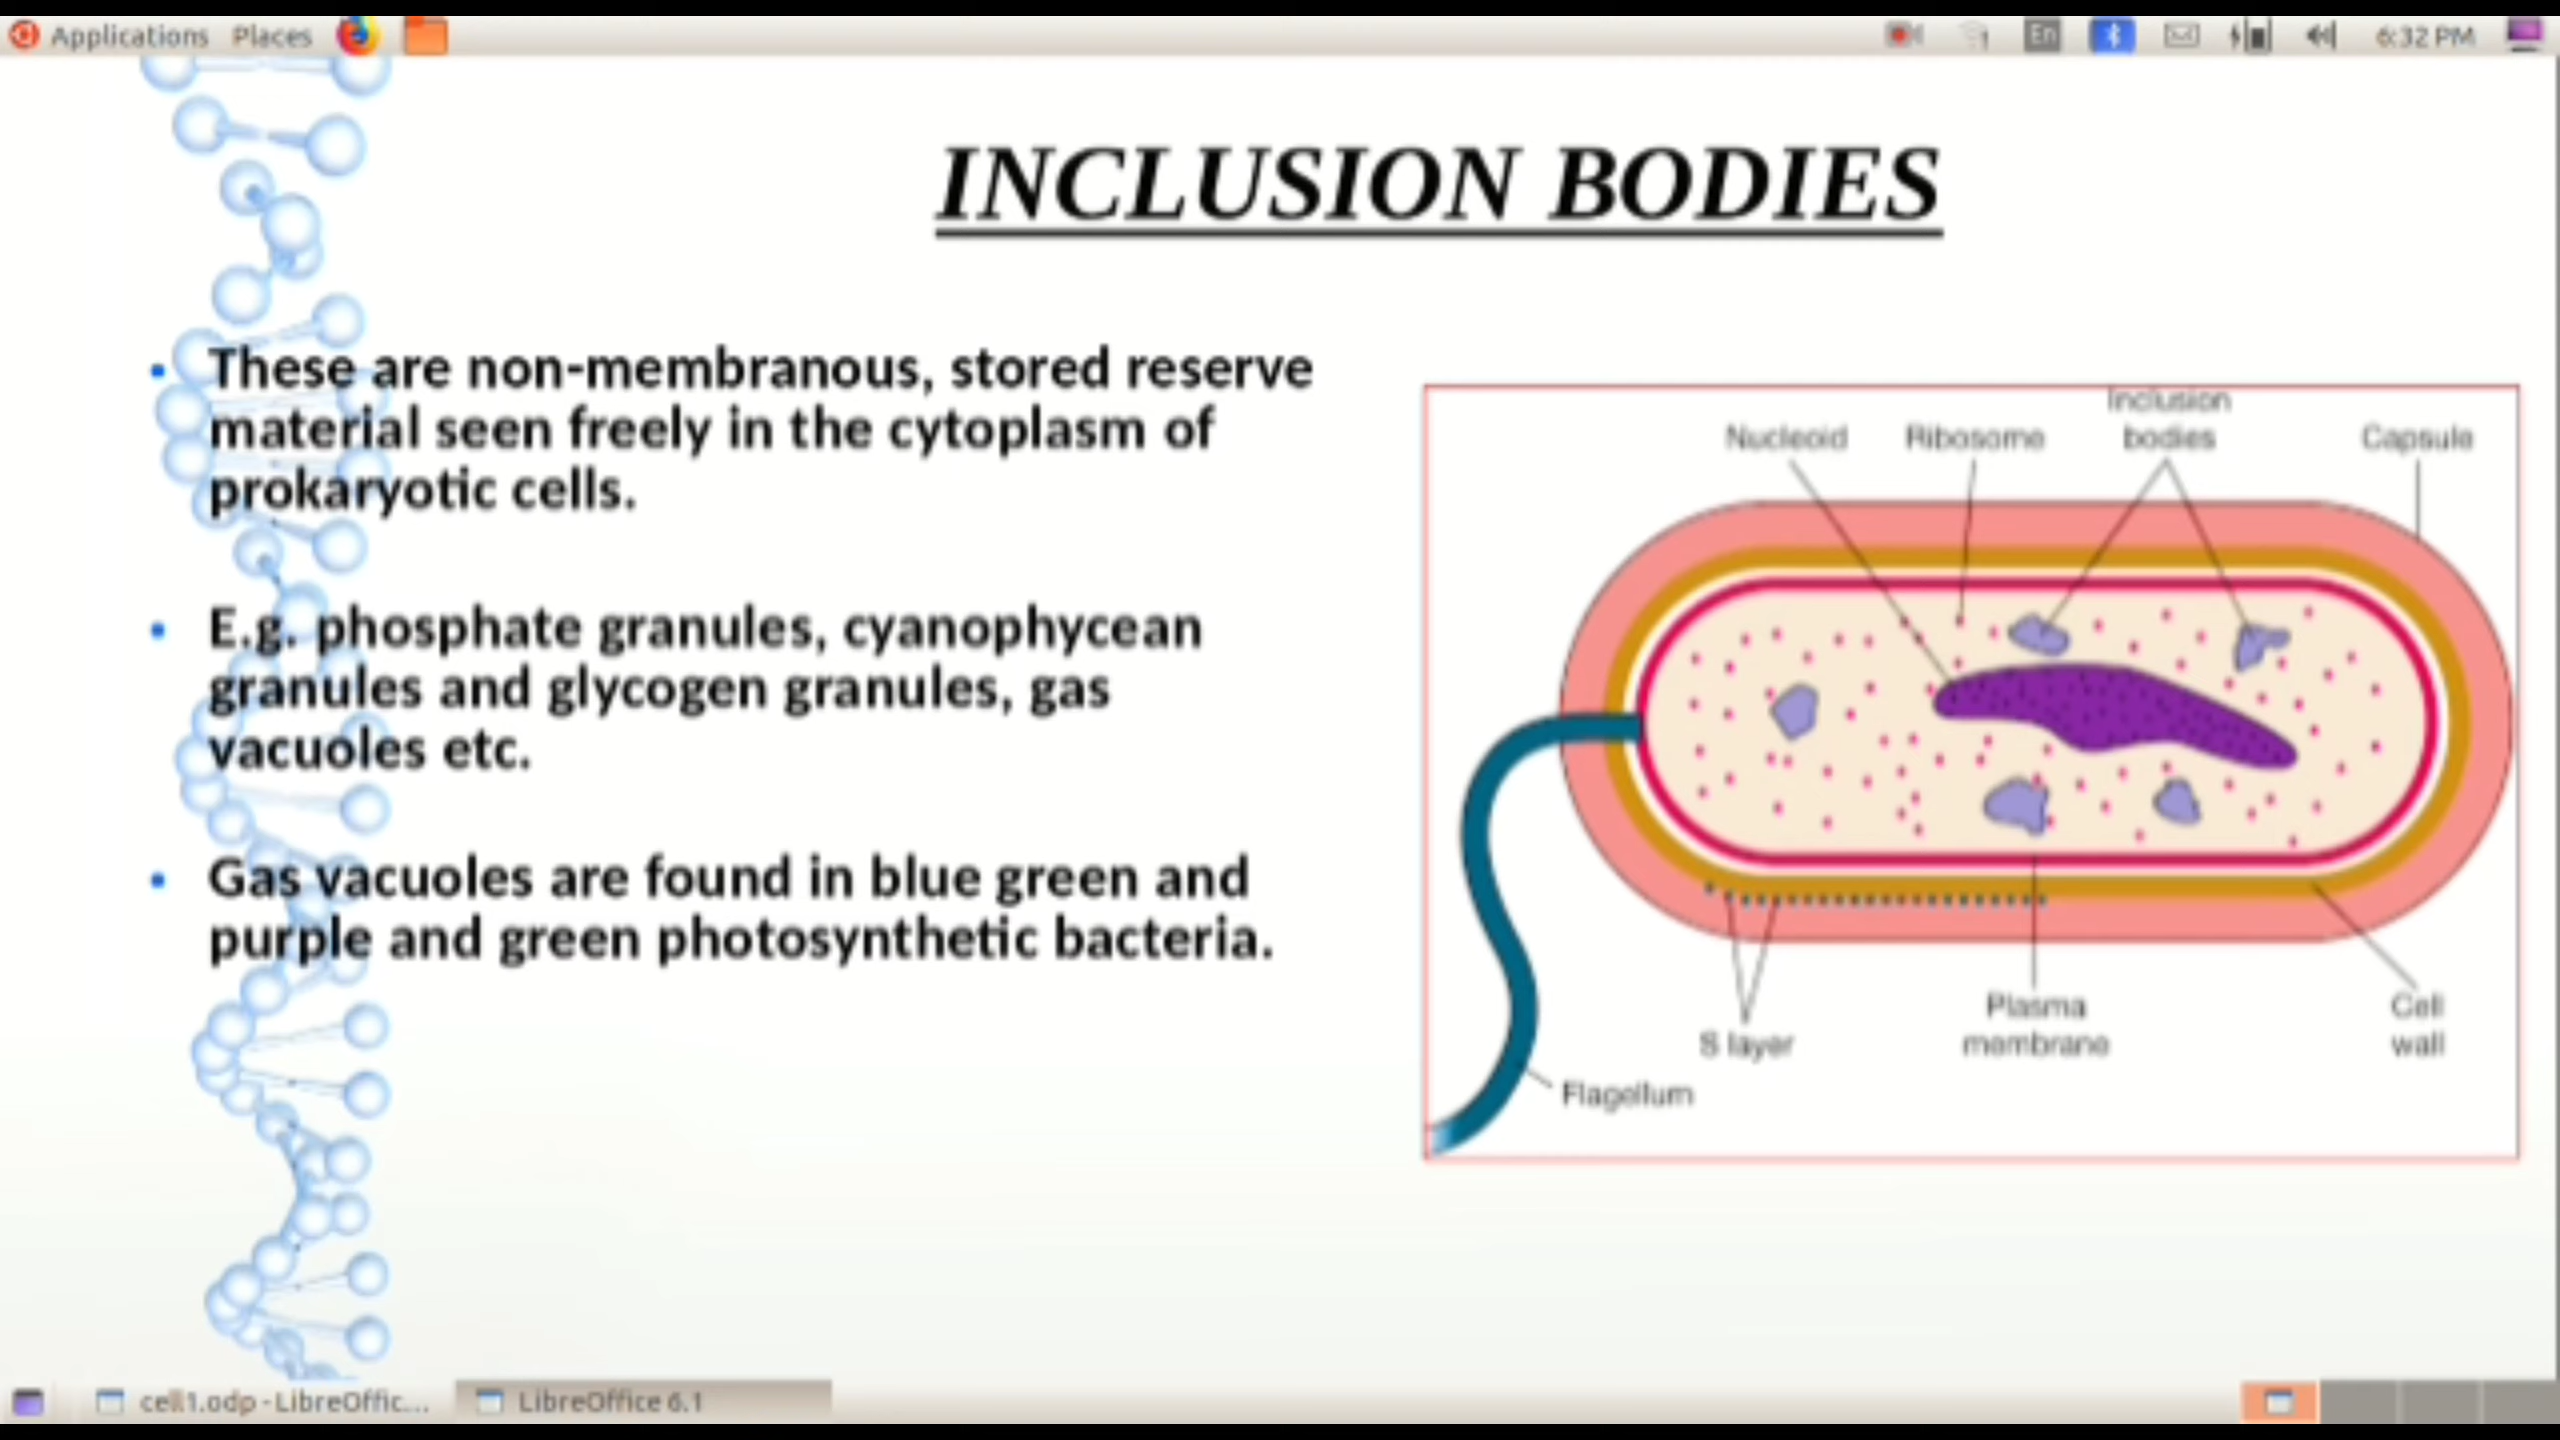 Applications Places
En
6:32 PM
INCLUSION BODIES
• These are non-membranous, stored reserve
material seen freely in the cytoplasm of
prokaryotic cells.
• E.g. phosphate granules, cyanophycean
granules and glycogen granules, gas
vacuoles etc.
• Gas vacuoles are found in blue green and
purple and green photosynthetic bacteria.
Nucleoid
Ribosome
Inclusion
bodies
Capsule
S layer
Plasma
membrane
Cell
wall
Flagellum
cell1.odp - LibreOffic...
LibreOffice 6.1